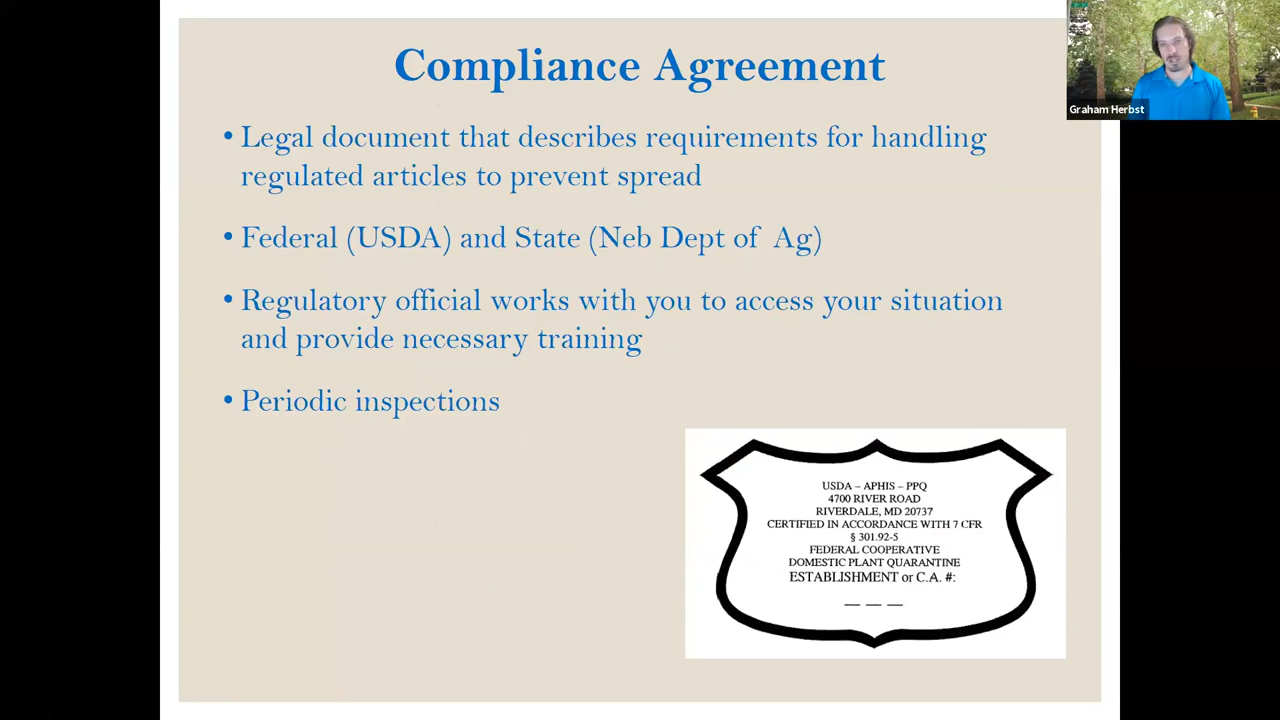 Compliance Agreement
Graham Herbst
• Legal document that describes requirements for handling
regulated articles to prevent spread
• Federal (USDA) and State (Neb Dept of Ag)
• Regulatory official works with you to access your situation
and provide necessary training
• Periodic inspections
USDA – APHIS – PPQ
4700 RIVER ROAD
RIVERDALE, MD 20737
CERTIFIED IN ACCORDANCE WITH 7 CFR
§ 301.92-5
FEDERAL COOPERATIVE
DOMESTIC PLANT QUARANTINE
ESTABLISHMENT or C.A. #:
— — —